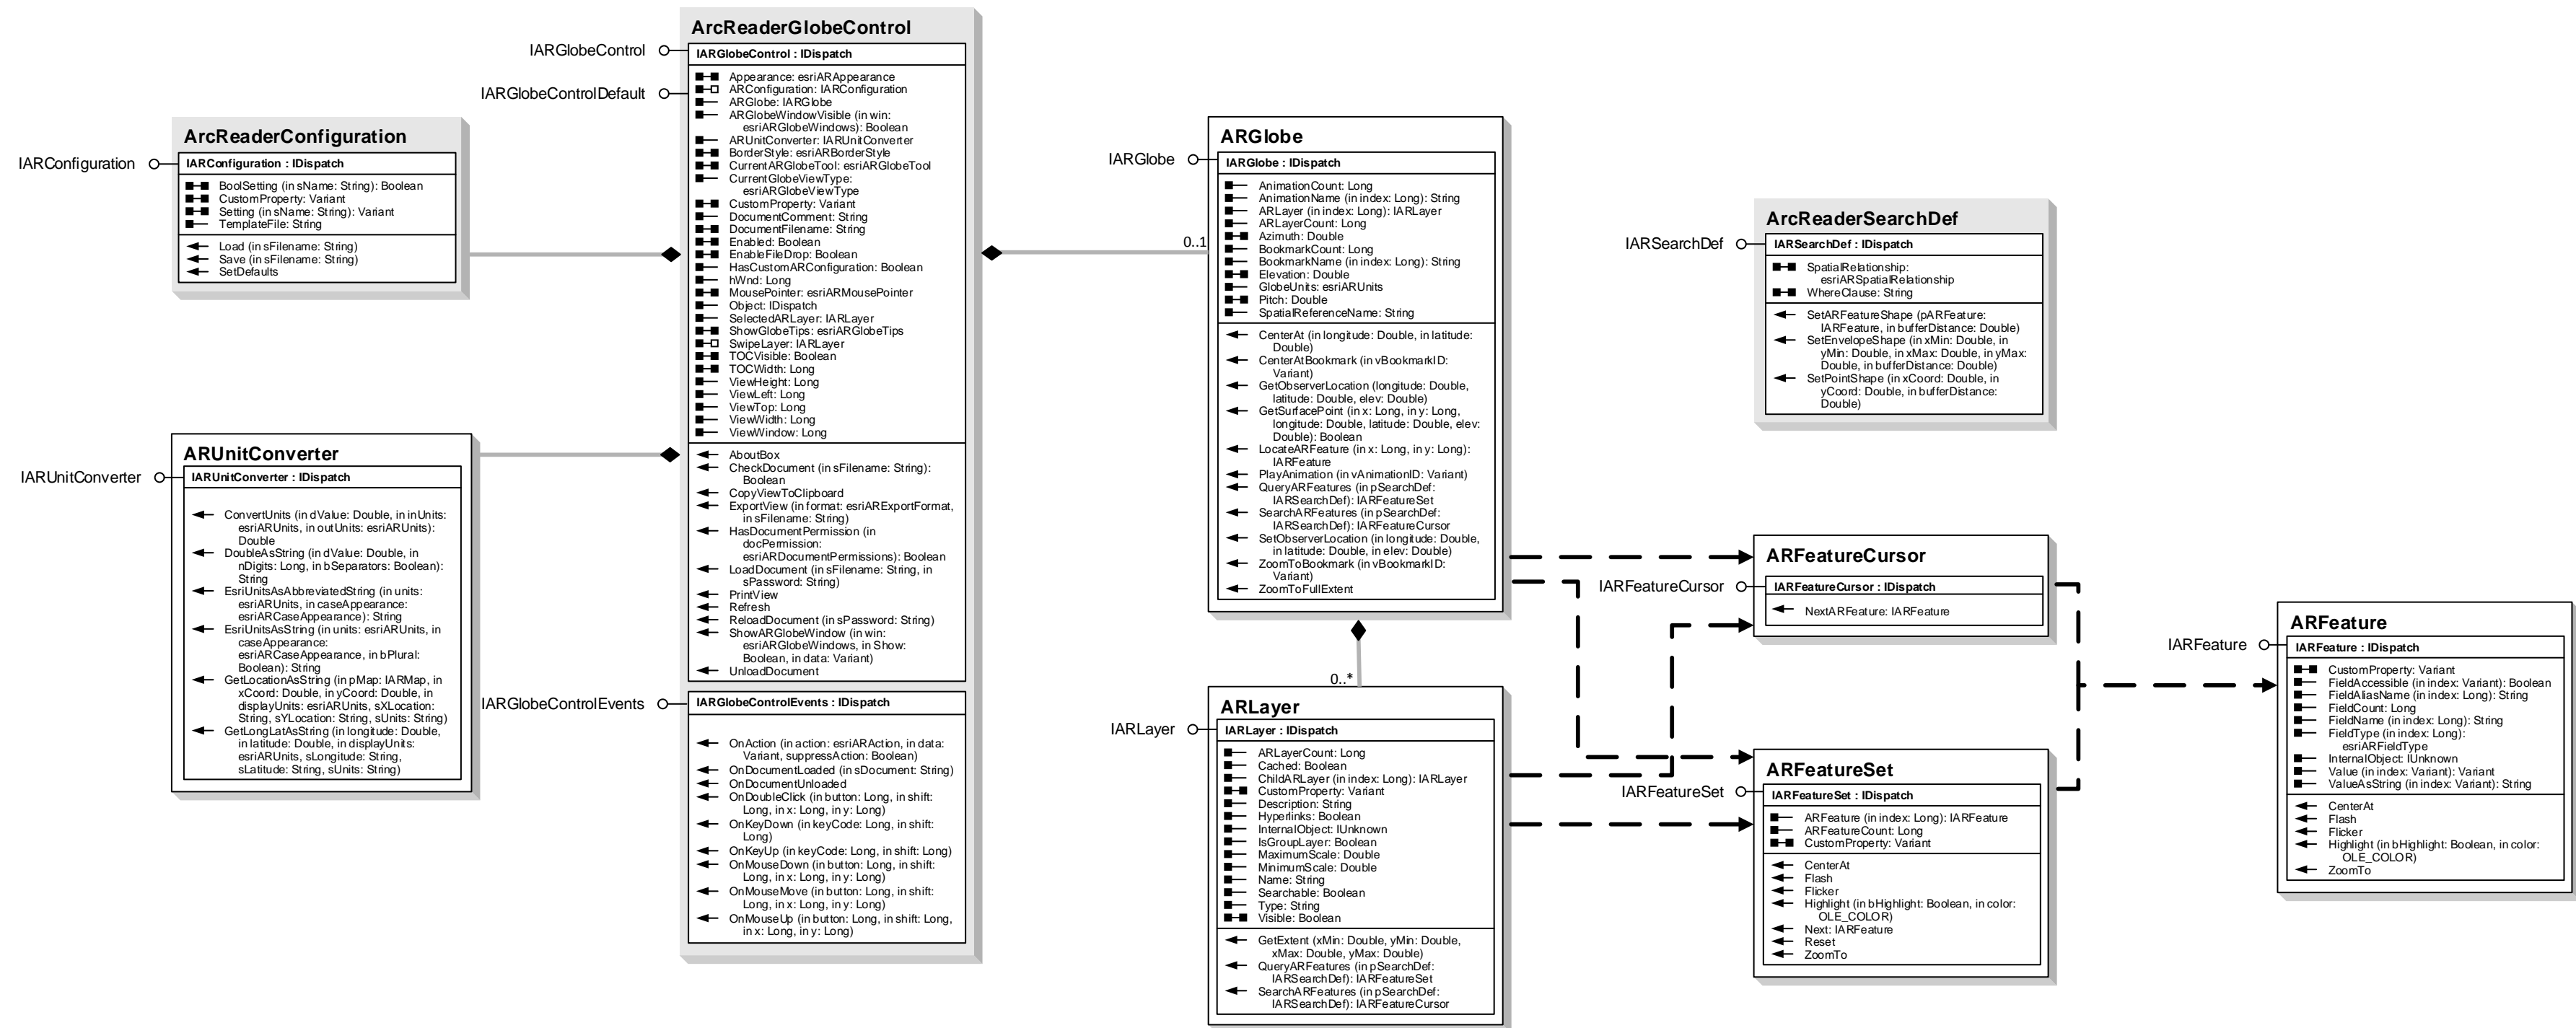 ArcReaderGlobeControl
IARGlobeControl
IARGlobeControlDefault
IARGlobeControl : IDispatch
Appearance: esriARAppearance
ARConfiguration: IARConfiguration
ARGlobe: IARGlobe
ARGlobeWindowVisible (in win:
esriARGlobeWindows): Boolean
ARUnitConverter: IARUnitConverter
BorderStyle: esriARBorderStyle
CurrentARGlobeTool: esriARGlobeTool
CurrentGlobeViewType:
esriARGlobeViewType
CustomProperty: Variant
DocumentComment: String
DocumentFilename: String
Enabled: Boolean
EnableFileDrop: Boolean
HasCustomARConfiguration: Boolean
hWnd: Long
MousePointer: esriARMousePointer
Object: IDispatch
SelectedARLayer: IARLayer
ShowGlobeTips: esriARGlobeTips
SwipeLayer: IARLayer
TOCVisible: Boolean
TOCWidth: Long
ViewHeight: Long
ViewLeft: Long
ViewTop: Long
ViewWidth: Long
ViewWindow: Long
AboutBox
CheckDocument (in sFilename: String):
Boolean
CopyViewToClipboard
ExportView (in format: esriARExportFormat,
in sFilename: String)
HasDocumentPermission (in
docPermission:
esriARDocumentPermissions): Boolean
LoadDocument (in sFilename: String, in
sPassword: String)
PrintView
Refresh
ReloadDocument (in sPassword: String)
ShowARGlobeWindow (in win:
esriARGlobeWindows, in Show:
Boolean, in data: Variant)
UnloadDocument
IARGlobeControlEvents
IARGlobeControlEvents : IDispatch
OnAction (in action: esriARAction, in data:
Variant, suppressAction: Boolean)
OnDocumentLoaded (in sDocument: String)
OnDocumentUnloaded
OnDoubleClick (in button: Long, in shift:
Long, in x: Long, in y: Long)
OnKeyDown (in keyCode: Long, in shift:
Long)
OnKeyUp (in keyCode: Long, in shift: Long)
OnMouseDown (in button: Long, in shift:
Long, in x: Long, in y: Long)
OnMouseMove (in button: Long, in shift:
Long, in x: Long, in y: Long)
OnMouseUp (in button: Long, in shift: Long,
in x: Long, in y: Long)
ArcReaderConfiguration
IARConfiguration
IARConfiguration : IDispatch
BoolSetting (in sName: String): Boolean
CustomProperty: Variant
Setting (in sName: String): Variant
TemplateFile: String
Load (in sFilename: String)
Save (in sFilename: String)
SetDefaults
ARUnitConverter
IARUnitConverter
IARUnitConverter : IDispatch
ConvertUnits (in dValue: Double, in inUnits:
esriARUnits, in outUnits: esriARUnits):
Double
DoubleAsString (in dValue: Double, in
nDigits: Long, in bSeparators: Boolean):
String
EsriUnitsAsAbbreviatedString (in units:
esriARUnits, in caseAppearance:
esriARCaseAppearance): String
EsriUnitsAsString (in units: esriARUnits, in
caseAppearance:
esriARCaseAppearance, in bPlural:
Boolean): String
GetLocationAsString (in pMap: IARMap, in
xCoord: Double, in yCoord: Double, in
displayUnits: esriARUnits, sXLocation:
String, sYLocation: String, sUnits: String)
GetLongLatAsString (in longitude: Double,
in latitude: Double, in displayUnits:
esriARUnits, sLongitude: String,
sLatitude: String, sUnits: String)
ARGlobe
IARGlobe
0..1
IARGlobe : IDispatch
AnimationCount: Long
AnimationName (in index: Long): String
ARLayer (in index: Long): IARLayer
ARLayerCount: Long
Azimuth: Double
BookmarkCount: Long
BookmarkName (in index: Long): String
Elevation: Double
GlobeUnits: esriARUnits
Pitch: Double
SpatialReferenceName: String
CenterAt (in longitude: Double, in latitude:
Double)
CenterAtBookmark (in vBookmarkID:
Variant)
GetObserverLocation (longitude: Double,
latitude: Double, elev: Double)
GetSurfacePoint (in x: Long, in y: Long,
longitude: Double, latitude: Double, elev:
Double): Boolean
LocateARFeature (in x: Long, in y: Long):
IARFeature
PlayAnimation (in vAnimationID: Variant)
QueryARFeatures (in pSearchDef:
IARSearchDef): IARFeatureSet
SearchARFeatures (in pSearchDef:
IARSearchDef): IARFeatureCursor
SetObserverLocation (in longitude: Double,
in latitude: Double, in elev: Double)
ZoomToBookmark (in vBookmarkID:
Variant)
ZoomToFullExtent
0..*
ARLayer
IARLayer
IARLayer : IDispatch
ARLayerCount: Long
Cached: Boolean
ChildARLayer (in index: Long): IARLayer
CustomProperty: Variant
Description: String
Hyperlinks: Boolean
InternalObject: IUnknown
IsGroupLayer: Boolean
MaximumScale: Double
MinimumScale: Double
Name: String
Searchable: Boolean
Type: String
Visible: Boolean
GetExtent (xMin: Double, yMin: Double,
xMax: Double, yMax: Double)
QueryARFeatures (in pSearchDef:
IARSearchDef): IARFeatureSet
SearchARFeatures (in pSearchDef:
IARSearchDef): IARFeatureCursor
ArcReaderSearchDef
IARSearchDef
IARSearchDef : IDispatch
SpatialRelationship:
esriARSpatialRelationship
WhereClause: String
SetARFeatureShape (pARFeature:
IARFeature, in bufferDistance: Double)
SetEnvelopeShape (in xMin: Double, in
yMin: Double, in xMax: Double, in yMax:
Double, in bufferDistance: Double)
SetPointShape (in xCoord: Double, in
yCoord: Double, in bufferDistance:
Double)
ARFeatureCursor
IARFeatureCursor
IARFeatureCursor : IDispatch
NextARFeature: IARFeature
ARFeatureSet
IARFeatureSet
IARFeatureSet : IDispatch
ARFeature (in index: Long): IARFeature
ARFeatureCount: Long
CustomProperty: Variant
CenterAt
Flash
Flicker
Highlight (in bHighlight: Boolean, in color:
OLE_COLOR)
Next: IARFeature
Reset
ZoomTo
ARFeature
IARFeature
IARFeature : IDispatch
CustomProperty: Variant
FieldAccessible (in index: Variant): Boolean
FieldAliasName (in index: Long): String
FieldCount: Long
FieldName (in index: Long): String
FieldType (in index: Long):
esriARFieldType
InternalObject: IUnknown
Value (in index: Variant): Variant
ValueAsString (in index: Variant): String
CenterAt
Flash
Flicker
Highlight (in bHighlight: Boolean, in color:
OLE_COLOR)
ZoomTo